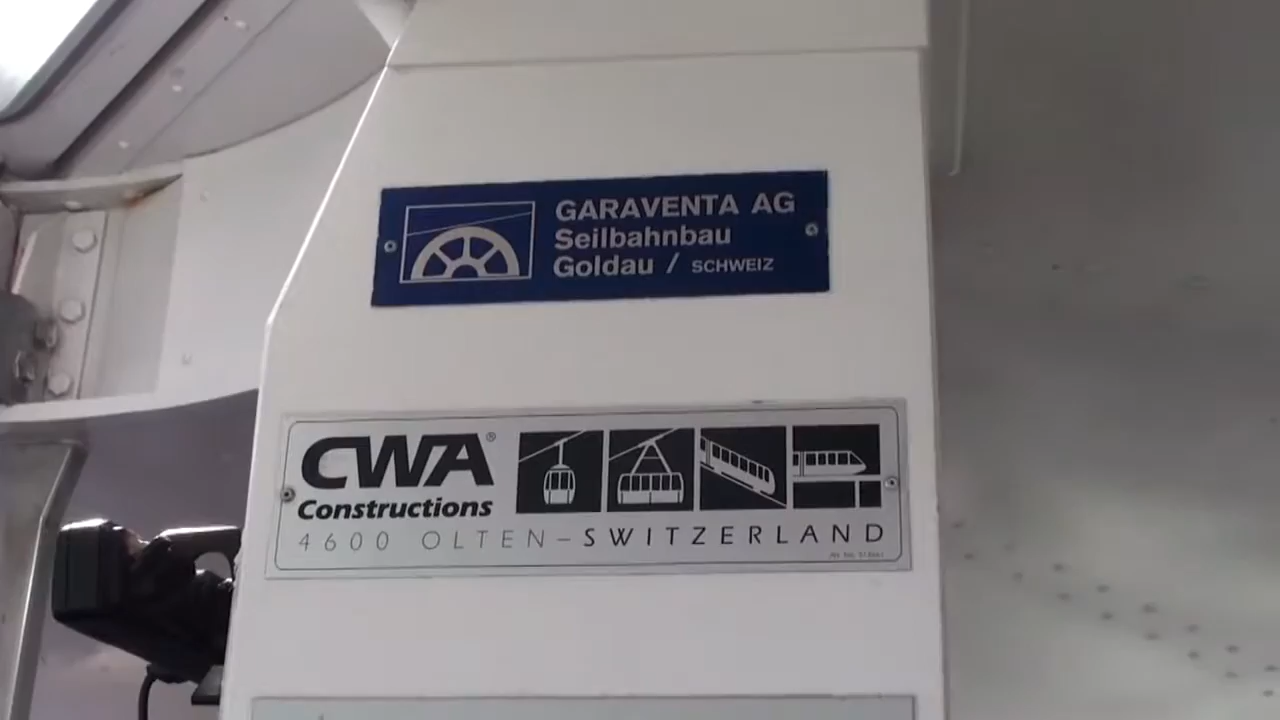 GARAVENTA AG
Seilbahnbau
Goldau / SCHWEIZ
CWA®
Constructions
4600 OLTEN–SWITZERLAND